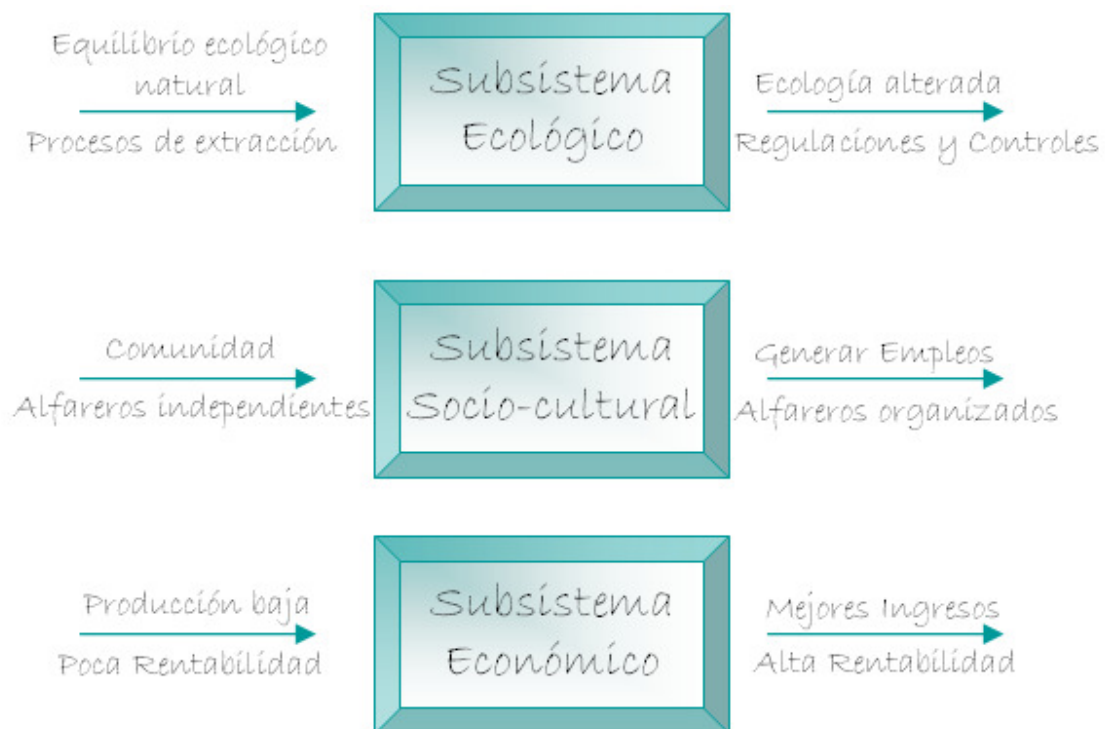 Equilibrio ecológico
natural
Procesos de extracción
Subsistema
Ecológico
Ecología alterada
Regulaciones y Controles
Comunidad
Alfareros independientes
Subsistema
Socio-cultural
Generar Empleos
Alfareros organizados
Producción baja
Poca Rentabilidad
Subsistema
Económico
Mejores Ingresos
Alta Rentabilidad